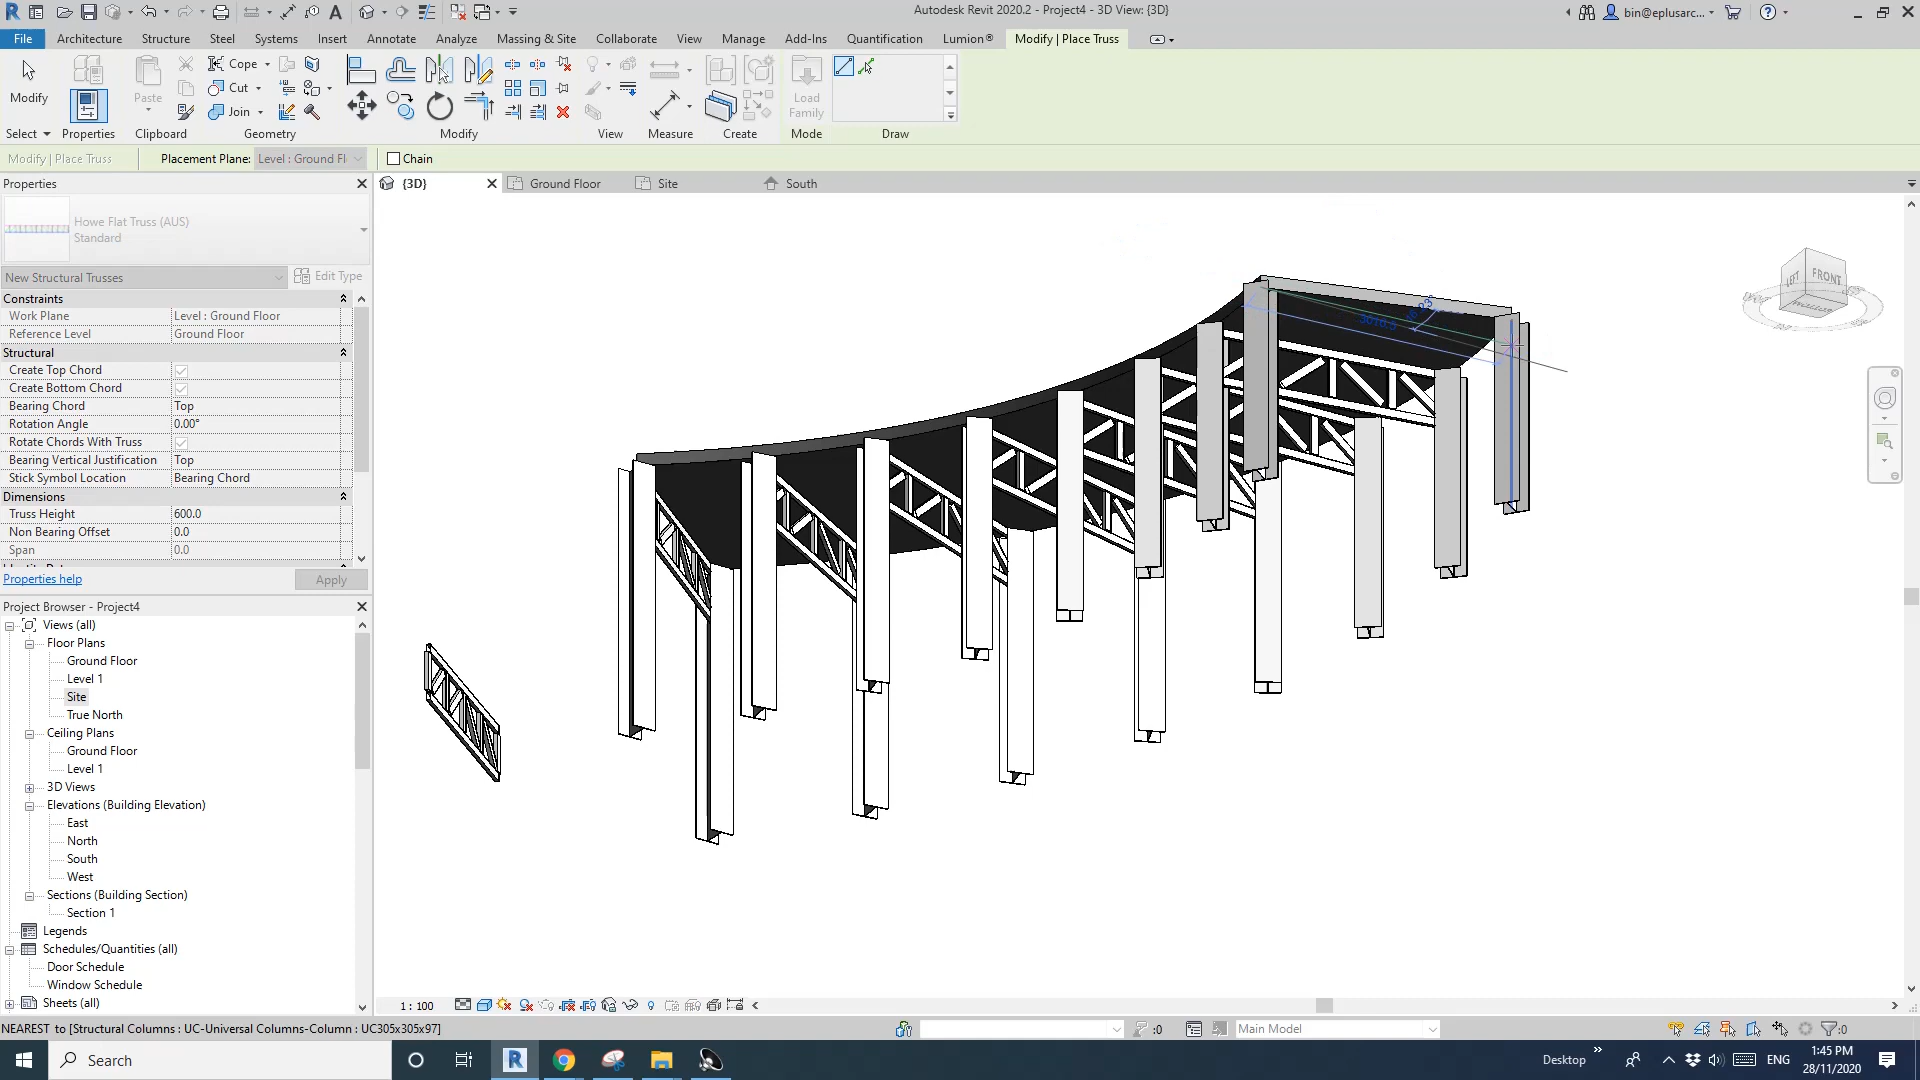 Autodesk Revit 2020.2 - Project4 - 3D View: {3D}
bin@eplusarc...
File Architecture Structure Steel Systems Insert Annotate Analyze Massing & Site Collaborate View Manage Add-Ins Quantification Lumion® Modify | Place Truss
Cope
Cut
Join
Modify
Paste
Load
Family
Select Properties Clipboard Geometry Modify View Measure Create Mode Draw
Modify | Place Truss Placement Plane: Level : Ground Fl Chain
Properties
{3D} Ground Floor Site South
Howe Flat Truss (AUS)
Standard
New Structural Trusses Edit Type
Constraints
Work Plane Level : Ground Floor
Reference Level Ground Floor
Structural
Create Top Chord
Create Bottom Chord
Bearing Chord Top
Rotation Angle 0.00°
Rotate Chords With Truss
Bearing Vertical Justification Top
Stick Symbol Location Bearing Chord
Dimensions
Truss Height 600.0
Non Bearing Offset 0.0
Span 0.0
Properties help Apply
LEFT FRONT
Project Browser - Project4
Views (all)
Floor Plans
Ground Floor
Level 1
Site
True North
Ceiling Plans
Ground Floor
Level 1
3D Views
Elevations (Building Elevation)
East
North
South
West
Sections (Building Section)
Section 1
Legends
Schedules/Quantities (all)
Door Schedule
Window Schedule
Sheets (all)
1 : 100
NEAREST to [Structural Columns : UC-Universal Columns-Column : UC305x305x97]
:0 Main Model :0
Search
Desktop ENG 1:45 PM
28/11/2020